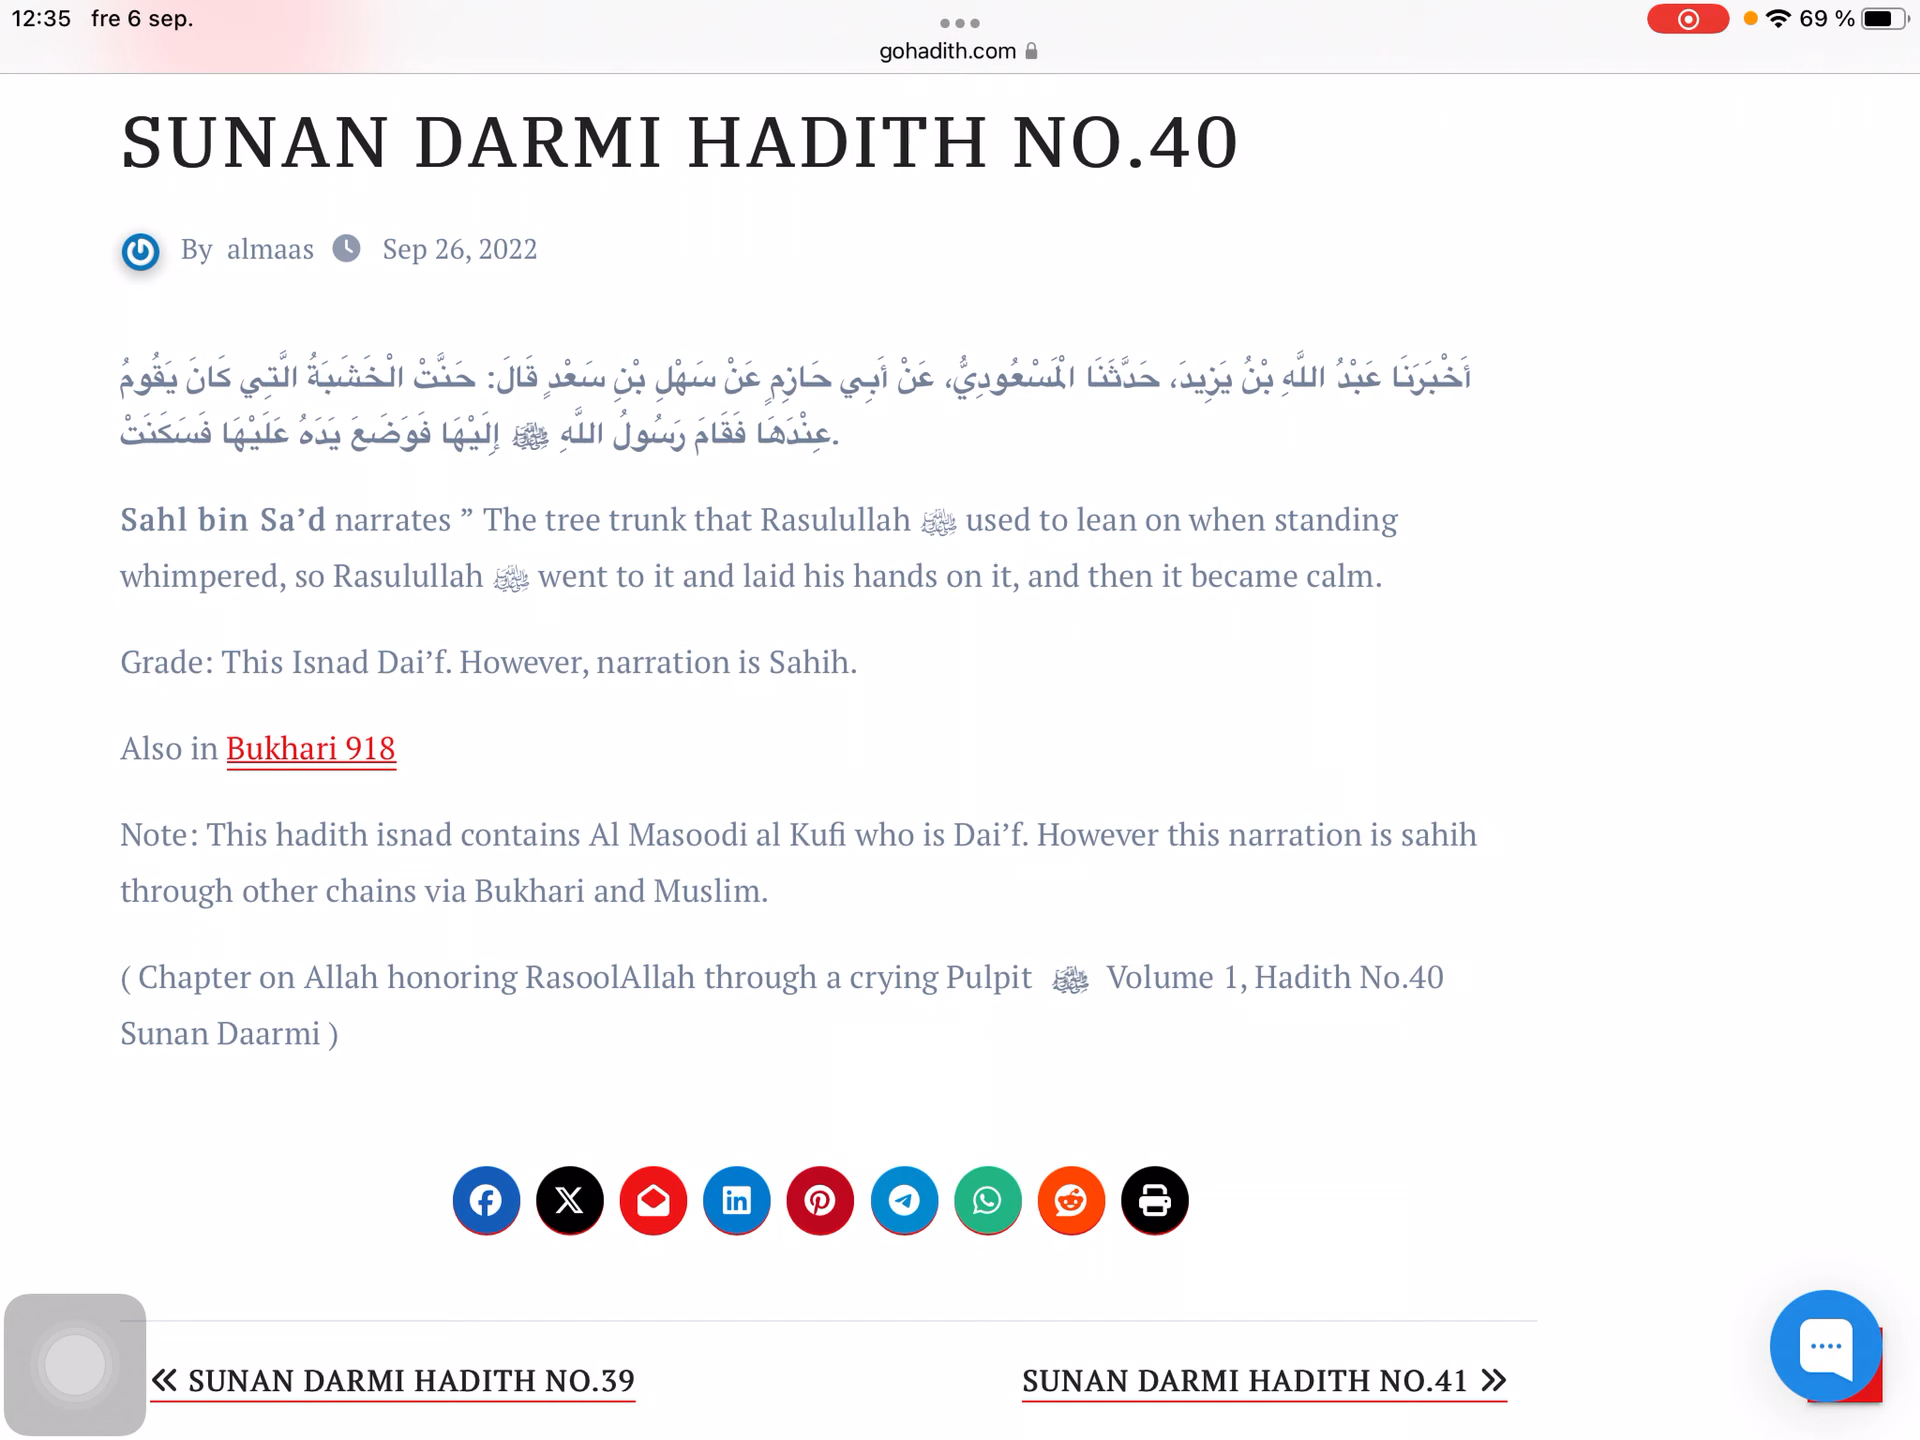 12:35 fre 6 sep.
69 %
gohadith.com
SUNAN DARMI HADITH NO.40
By almaas Sep 26, 2022
أَخْبَرَنَا عَبْدُ اللَّهِ بْنُ يَزِيدَ، حَدَّثَنَا الْمَسْعُودِيُّ، عَنْ أَبِي حَازِمٍ عَنْ سَهْلِ بْنِ سَعْدٍ قَالَ: حَنَّتْ الْخَشَبَةُ الَّتِي كَانَ يَقُومُ
عِنْدَهَا فَقَامَ رَسُولُ اللَّهِ ﷺ إِلَيْهَا فَوَضَعَ يَدَهُ عَلَيْهَا فَسَكَنَتْ.
Sahl bin Sa’d narrates ” The tree trunk that Rasulullah ﷺ used to lean on when standing
whimpered, so Rasulullah ﷺ went to it and laid his hands on it, and then it became calm.
Grade: This Isnad Dai’f. However, narration is Sahih.
Also in Bukhari 918
Note: This hadith isnad contains Al Masoodi al Kufi who is Dai’f. However this narration is sahih
through other chains via Bukhari and Muslim.
( Chapter on Allah honoring RasoolAllah through a crying Pulpit ﷺ Volume 1, Hadith No.40
Sunan Daarmi )
« SUNAN DARMI HADITH NO.39
SUNAN DARMI HADITH NO.41 »